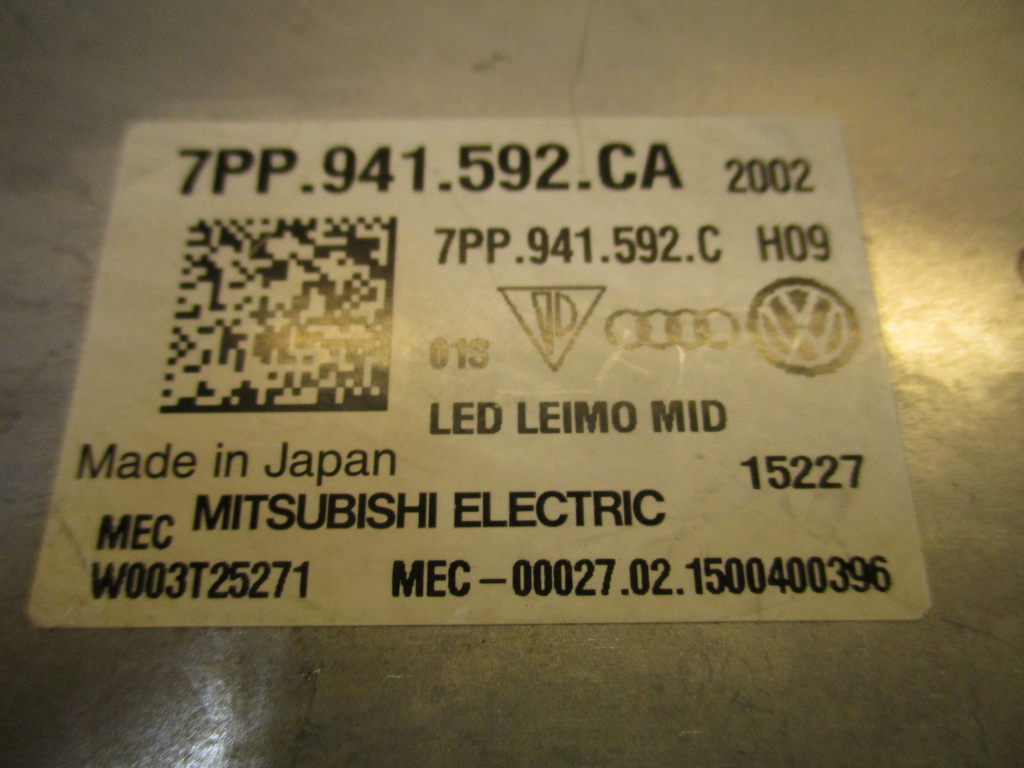 7PP.941.592.CA 2002
7PP.941.592.C H09
01S
LED LEIMO MID
Made in Japan 15227
MEC MITSUBISHI ELECTRIC
W003T25271 MEC-00027.02.1500400396